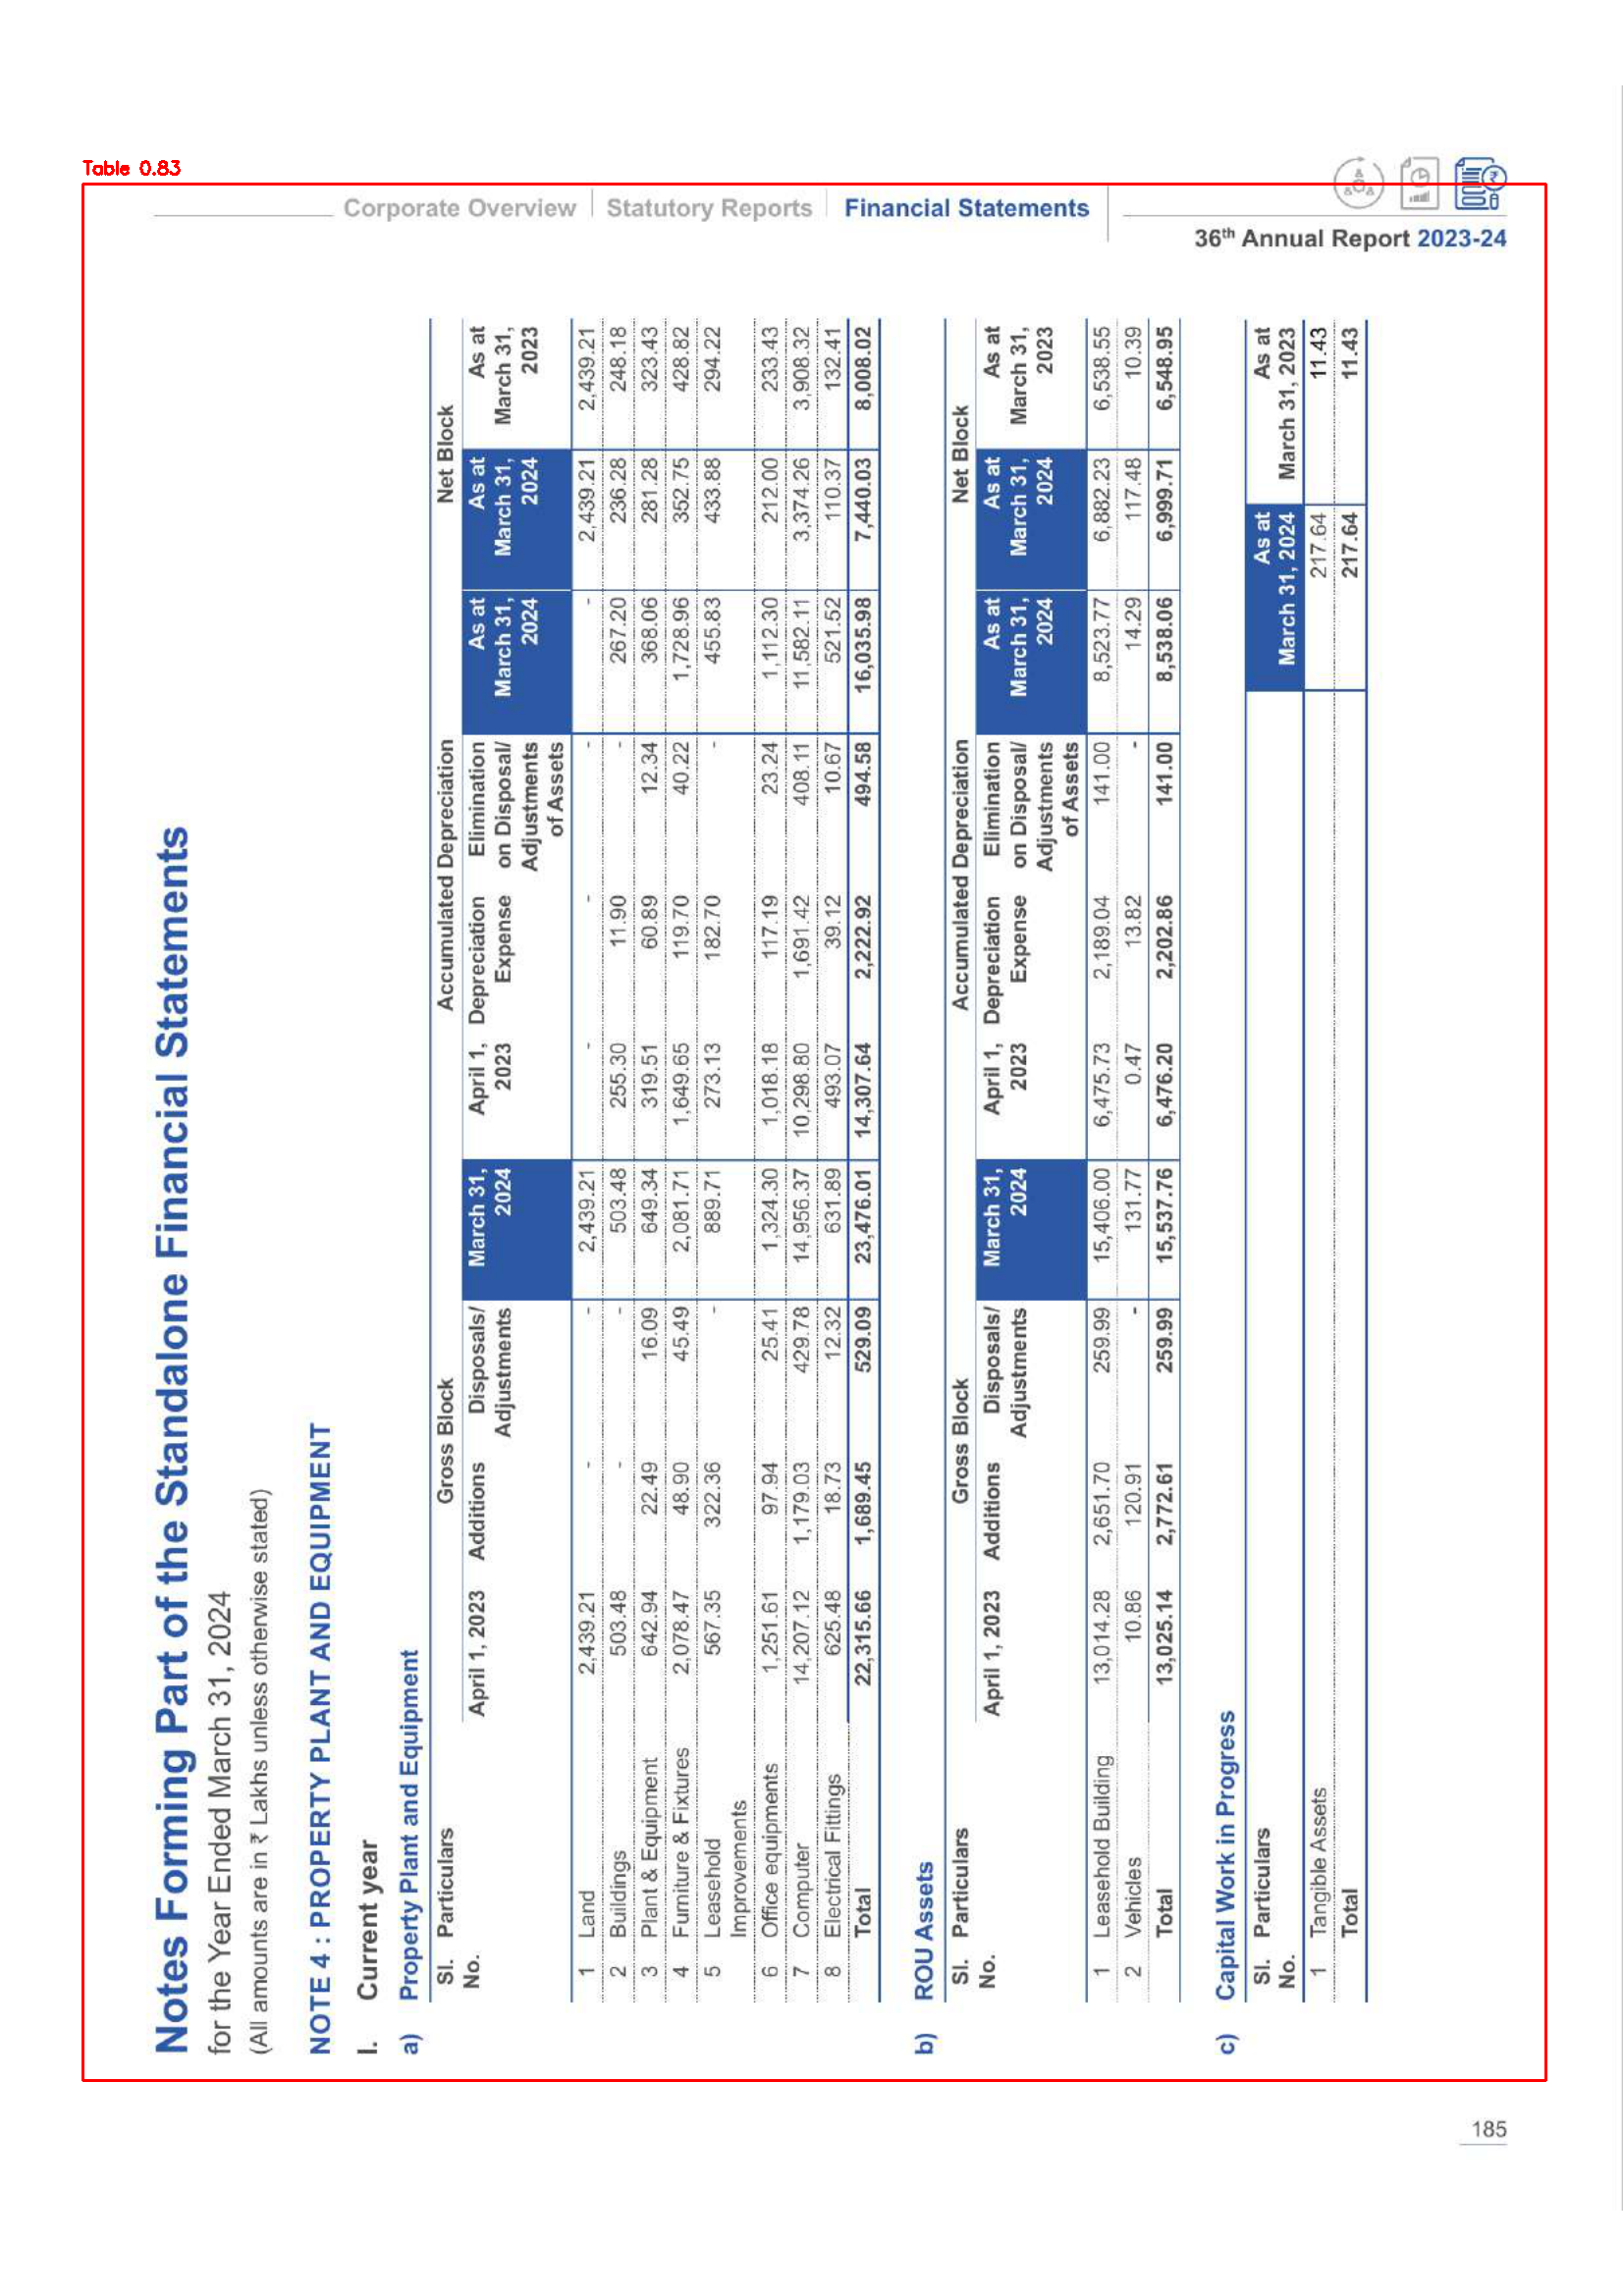 Table 0.83
Corporate Overview Statutory Reports Financial Statements
36th Annual Report 2023-24
Notes Forming Part of the Standalone Financial Statements
for the Year Ended March 31, 2024
(All amounts are in ₹ Lakhs unless otherwise stated)
NOTE 4 : PROPERTY PLANT AND EQUIPMENT
I. Current year
a) Property Plant and Equipment
Sl. Particulars Gross Block Accumulated Depreciation Net Block
No. April 1, 2023 Additions Disposals/ March 31, April 1, Depreciation Elimination As at As at As at
Adjustments 2024 2023 Expense on Disposal/ March 31, March 31, March 31,
Adjustments 2024 2024 2023
of Assets
1 Land 2,439.21 - - 2,439.21 - - - - 2,439.21 2,439.21
2 Buildings 503.48 - - 503.48 255.30 11.90 - 267.20 236.28 248.18
3 Plant & Equipment 642.94 22.49 16.09 649.34 319.51 60.89 12.34 368.06 281.28 323.43
4 Furniture & Fixtures 2,078.47 48.90 45.49 2,081.71 1,649.65 119.70 40.22 1,728.96 352.75 428.82
5 Leasehold 567.35 322.36 - 889.71 273.13 182.70 - 455.83 433.88 294.22
Improvements
6 Office equipments 1,251.61 97.94 25.41 1,324.30 1,018.18 117.19 23.24 1,112.30 212.00 233.43
7 Computer 14,207.12 1,179.03 429.78 14,956.37 10,298.80 1,691.42 408.11 11,582.11 3,374.26 3,908.32
8 Electrical Fittings 625.48 18.73 12.32 631.89 493.07 39.12 10.67 521.52 110.37 132.41
Total 22,315.66 1,689.45 529.09 23,476.01 14,307.64 2,222.92 494.58 16,035.98 7,440.03 8,008.02
b) ROU Assets
Sl. Particulars Gross Block Accumulated Depreciation Net Block
No. April 1, 2023 Additions Disposals/ March 31, April 1, Depreciation Elimination As at As at As at
Adjustments 2024 2023 Expense on Disposal/ March 31, March 31, March 31,
Adjustments 2024 2024 2023
of Assets
1 Leasehold Building 13,014.28 2,651.70 259.99 15,406.00 6,475.73 2,189.04 141.00 8,523.77 6,882.23 6,538.55
2 Vehicles 10.86 120.91 - 131.77 0.47 13.82 - 14.29 117.48 10.39
Total 13,025.14 2,772.61 259.99 15,537.76 6,476.20 2,202.86 141.00 8,538.06 6,999.71 6,548.95
c) Capital Work in Progress
Sl. Particulars As at As at
No. March 31, 2024 March 31, 2023
1 Tangible Assets 217.64 11.43
Total 217.64 11.43
185